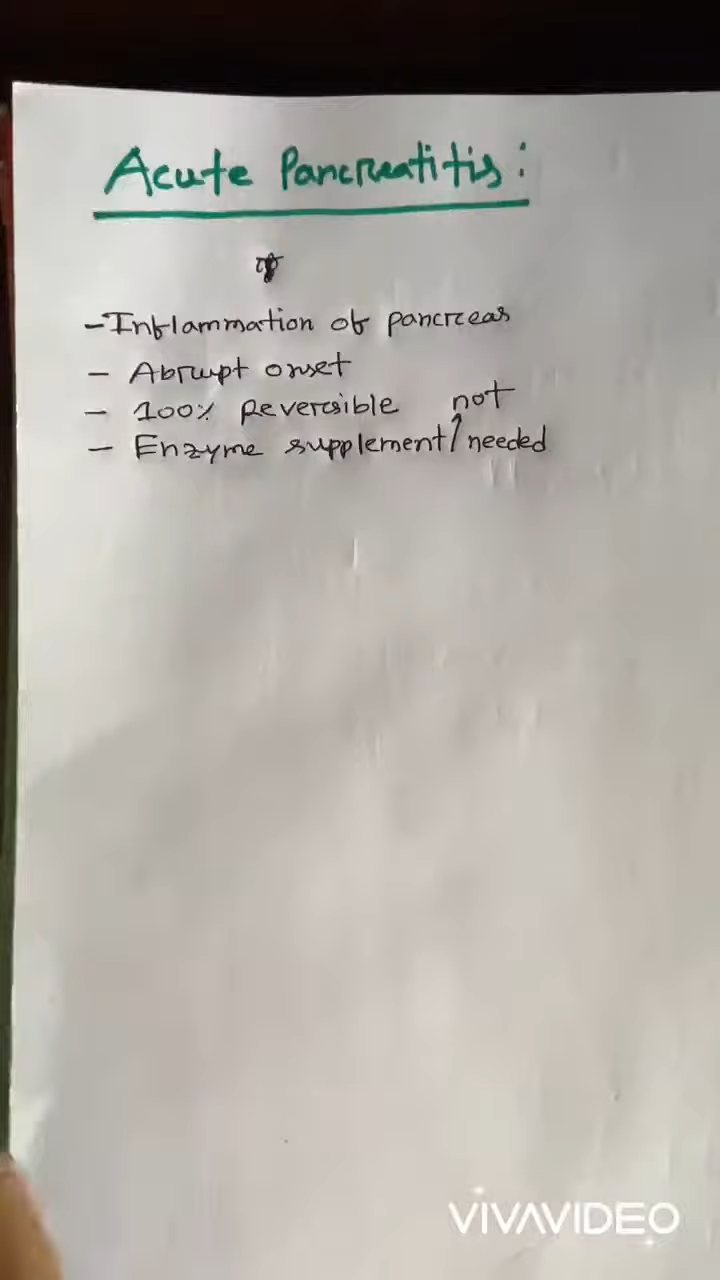 Acute Pancreatitis:
- Inflammation of pancreas
- Abrupt onset
- 100% Reversible
- Enzyme supplement not needed
VIVAVIDEO